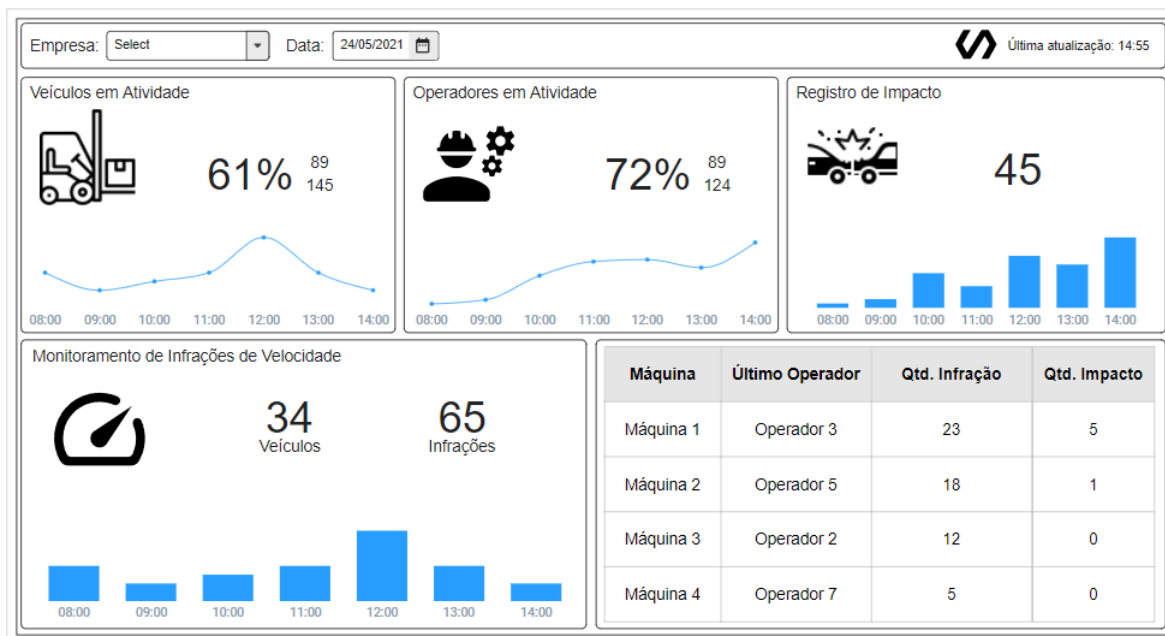 Empresa: Select Data: 24/05/2021 Última atualização: 14:55
Veículos em Atividade
61% 89
145
08:00 09:00 10:00 11:00 12:00 13:00 14:00
Operadores em Atividade
72% 89
124
08:00 09:00 10:00 11:00 12:00 13:00 14:00
Registro de Impacto
45
08:00 09:00 10:00 11:00 12:00 13:00 14:00
Monitoramento de Infrações de Velocidade
34 65
Veículos Infrações
08:00 09:00 10:00 11:00 12:00 13:00 14:00
Máquina Último Operador Qtd. Infração Qtd. Impacto
Máquina 1 Operador 3 23 5
Máquina 2 Operador 5 18 1
Máquina 3 Operador 2 12 0
Máquina 4 Operador 7 5 0